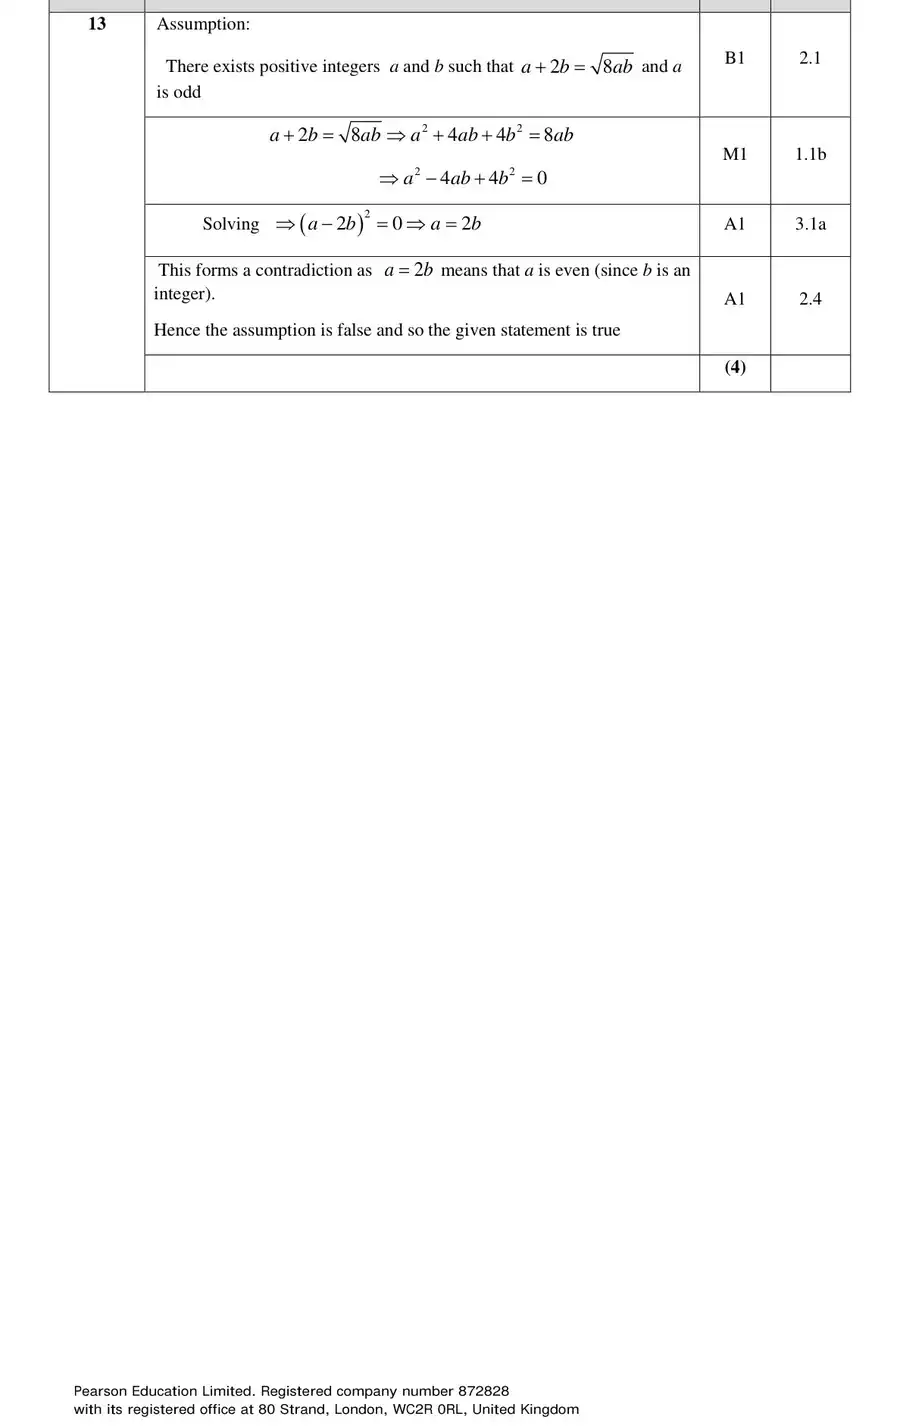 13 Assumption:
There exists positive integers a and b such that a + 2b = √8ab and a
is odd
B1 2.1
a + 2b = √8ab ⇒ a² + 4ab + 4b² = 8ab
⇒ a² − 4ab + 4b² = 0
M1 1.1b
Solving ⇒ (a − 2b)² = 0 ⇒ a = 2b
A1 3.1a
This forms a contradiction as a = 2b means that a is even (since b is an
integer).
Hence the assumption is false and so the given statement is true
A1 2.4
(4)
Pearson Education Limited. Registered company number 872828
with its registered office at 80 Strand, London, WC2R 0RL, United Kingdom